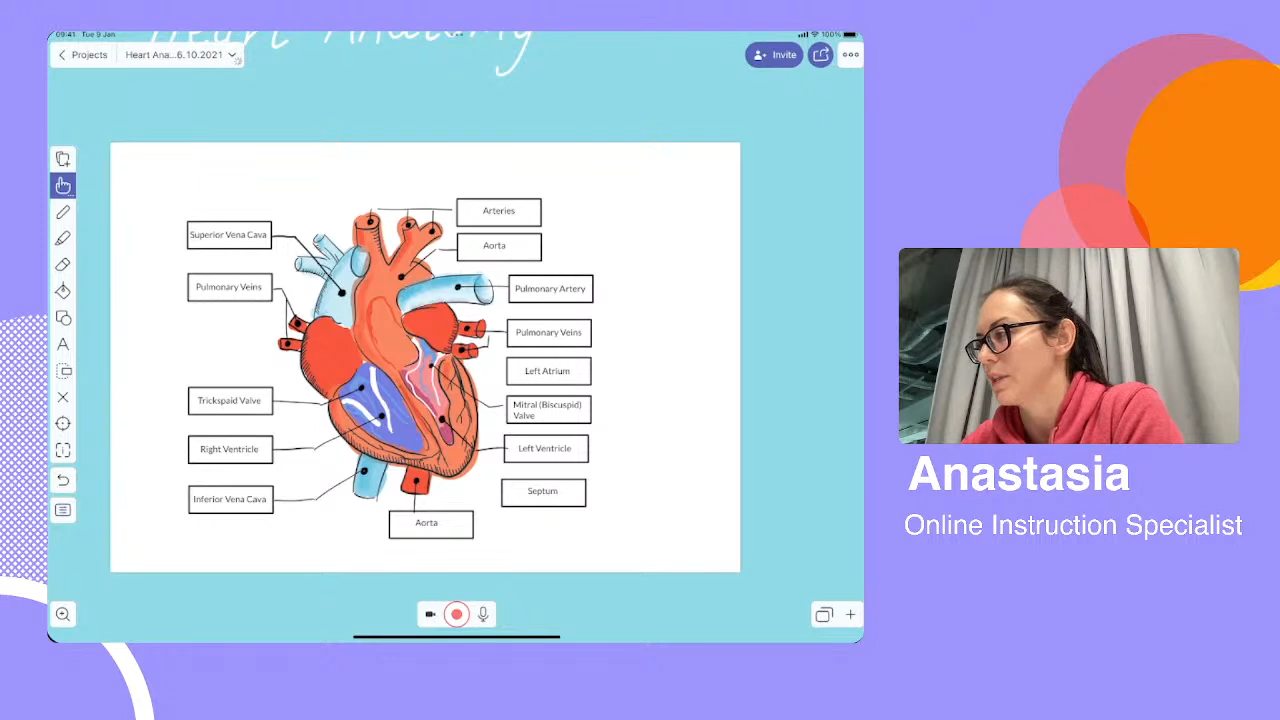 09:41 Tue 9 Jan
100%
Heart Anatomy
Projects
Heart Ana...6.10.2021
Invite
Arteries
Superior Vena Cava
Aorta
Pulmonary Veins
Pulmonary Artery
Pulmonary Veins
Left Atrium
Trickspaid Valve
Mitral (Biscuspid)
Valve
Right Ventricle
Left Ventricle
Septum
Inferior Vena Cava
Aorta
A
Anastasia
Online Instruction Specialist